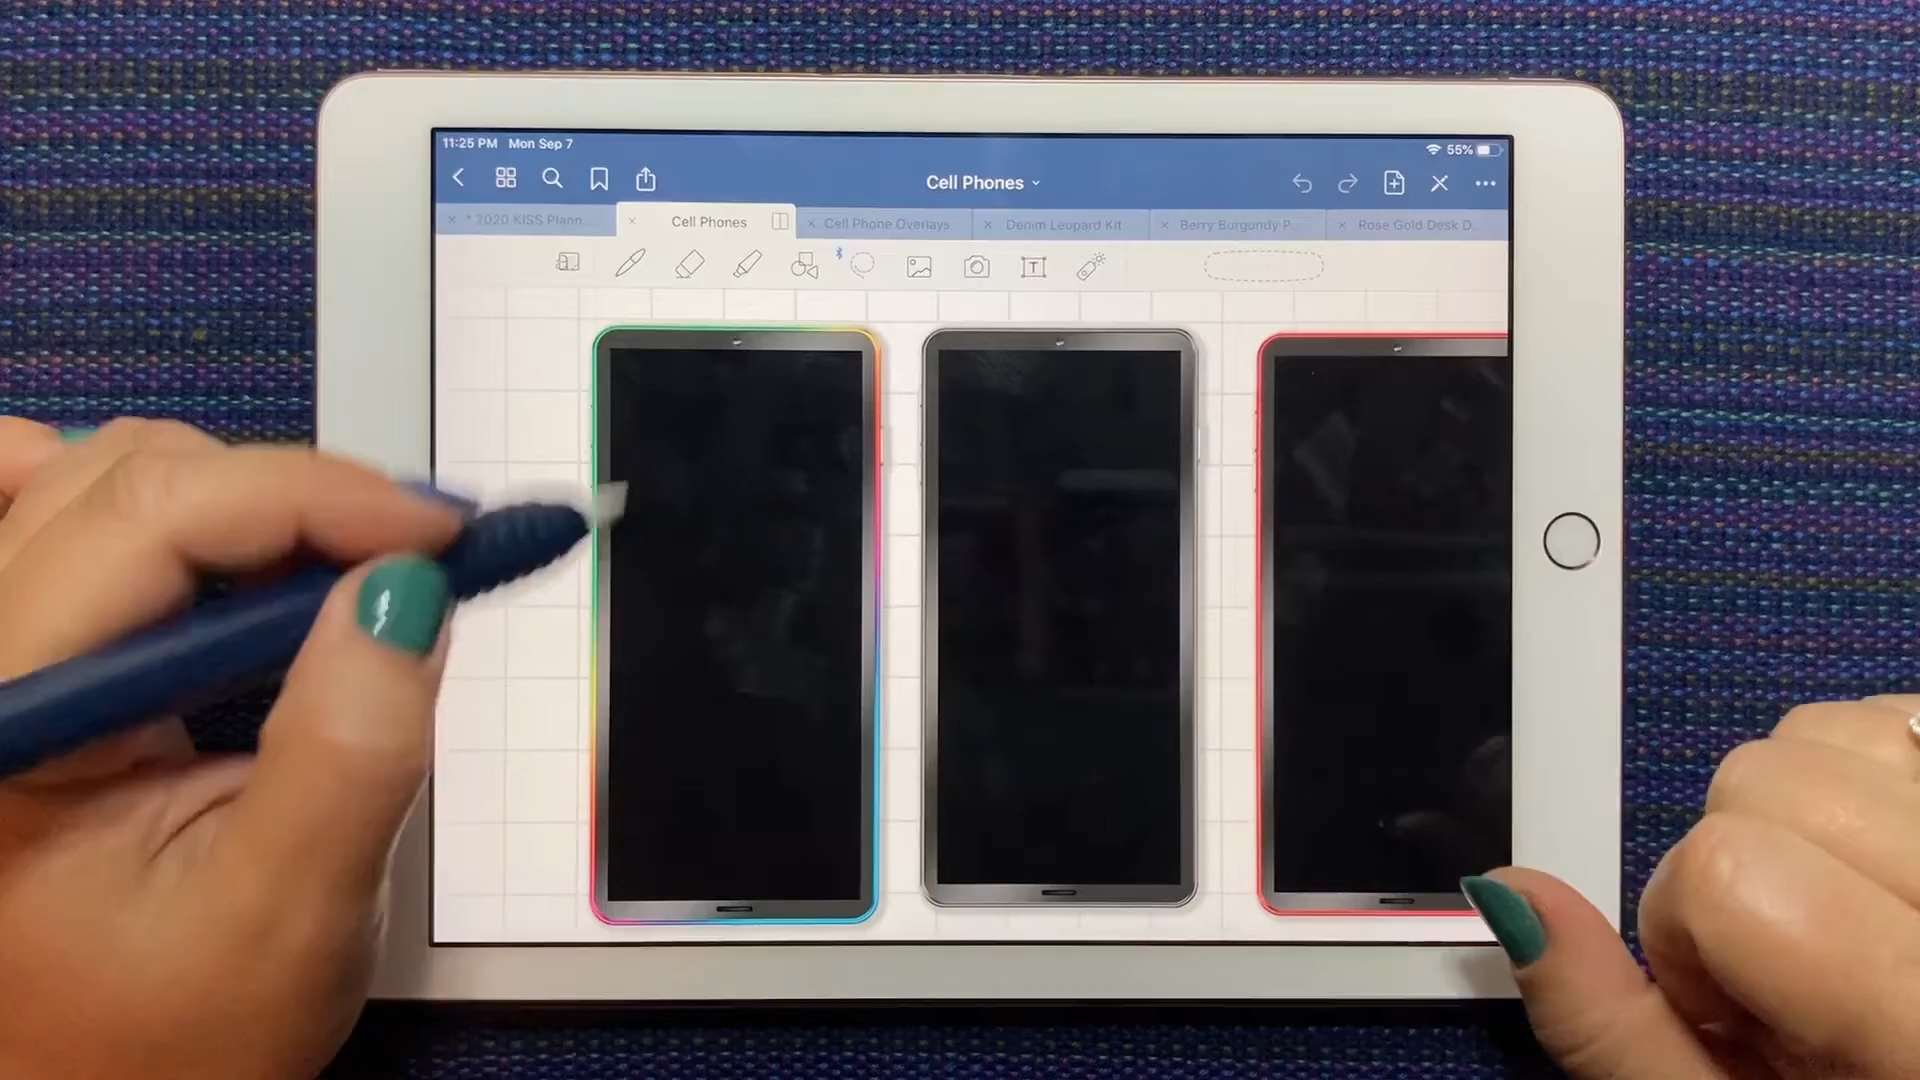 11:25 PM Mon Sep 7
55%
Cell Phones
* 2020 KISS Plann...
Cell Phones
Cell Phone Overlays
Denim Leopard Kit
Berry Burgundy P...
Rose Gold Desk D...
T